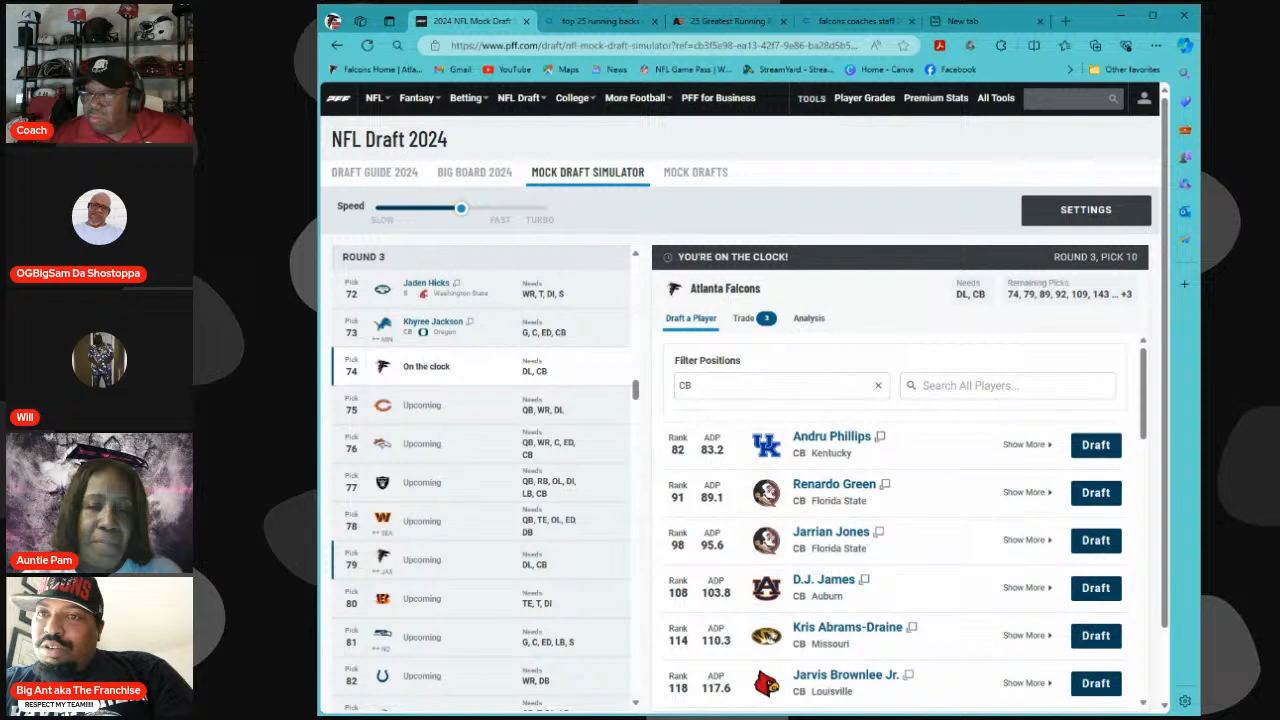 Coach
OGBigSam Da Shostoppa
Will
Auntie Pam
Big Ant aka The Franchise
RESPECT MY TEAM!!!!!
2024 NFL Mock Draft
top 25 running backs
25 Greatest Running
falcons coaches staff
New tab
https://www.pff.com/draft/nfl-mock-draft-simulator?ref=cb3f5e98-ea13-42f7-9e86-ba28d5b5...
Falcons Home | Atla...
Gmail
YouTube
Maps
News
NFL Game Pass | W...
StreamYard - Strea...
Home - Canva
Facebook
Other favorites
PFF
NFL
Fantasy
Betting
NFL Draft
College
More Football
PFF for Business
TOOLS
Player Grades
Premium Stats
All Tools
NFL Draft 2024
DRAFT GUIDE 2024
BIG BOARD 2024
MOCK DRAFT SIMULATOR
MOCK DRAFTS
Speed
SLOW
FAST
TURBO
SETTINGS
ROUND 3
Pick 72
Jaden Hicks
S Washington State
Needs
WR, T, DI, S
Pick 73
MIN
Khyree Jackson
CB Oregon
Needs
G, C, ED, CB
Pick 74
On the clock
Needs
DL, CB
Pick 75
Upcoming
Needs
QB, WR, DL
Pick 76
Upcoming
Needs
QB, WR, C, ED,
CB
Pick 77
Upcoming
Needs
QB, RB, OL, DI,
LB, CB
Pick 78
SEA
Upcoming
Needs
QB, TE, OL, ED,
DB
Pick 79
JAX
Upcoming
Needs
DL, CB
Pick 80
Upcoming
Needs
TE, T, DI
Pick 81
NO
Upcoming
Needs
G, C, ED, LB, S
Pick 82
Upcoming
Needs
WR, DB
YOU'RE ON THE CLOCK!
ROUND 3, PICK 10
Atlanta Falcons
Needs
DL, CB
Remaining Picks
74, 79, 89, 92, 109, 143 ... +3
Draft a Player
Trade 3
Analysis
Filter Positions
CB
Search All Players...
Rank 82
ADP 83.2
Andru Phillips
CB Kentucky
Show More
Draft
Rank 91
ADP 89.1
Renardo Green
CB Florida State
Show More
Draft
Rank 98
ADP 95.6
Jarrian Jones
CB Florida State
Show More
Draft
Rank 108
ADP 103.8
D.J. James
CB Auburn
Show More
Draft
Rank 114
ADP 110.3
Kris Abrams-Draine
CB Missouri
Show More
Draft
Rank 118
ADP 117.6
Jarvis Brownlee Jr.
CB Louisville
Show More
Draft